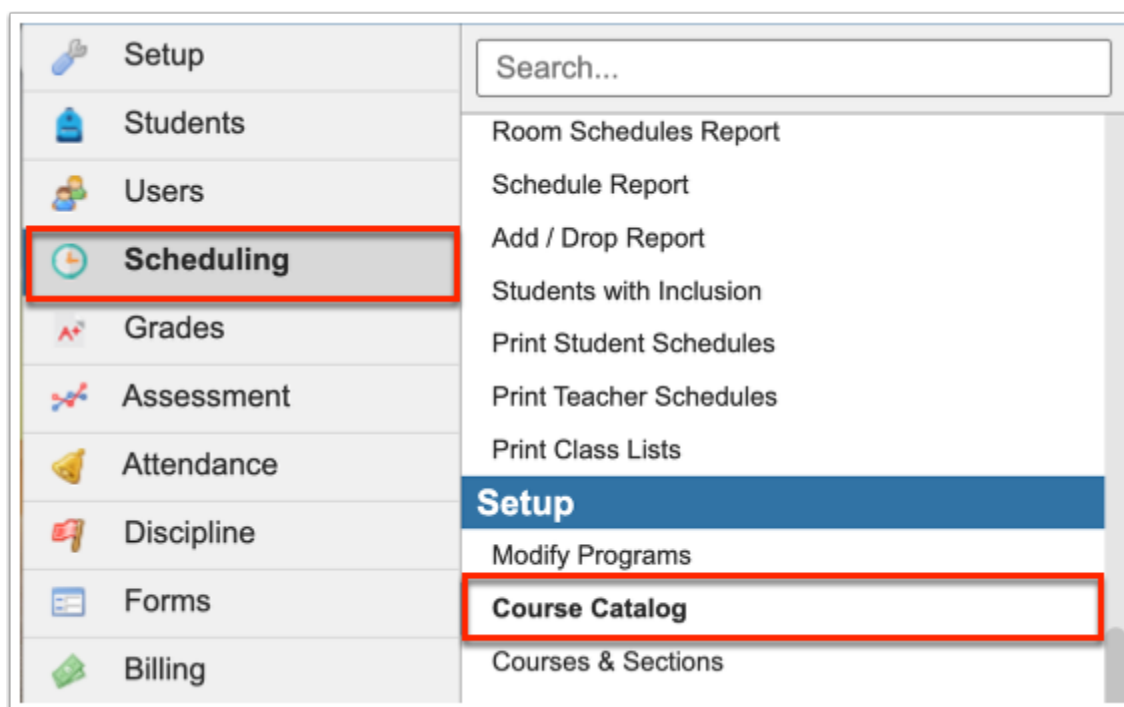 Setup
Students
Users
Scheduling
A+ Grades
Assessment
Attendance
Discipline
Forms
Billing
Search...
Room Schedules Report
Schedule Report
Add / Drop Report
Students with Inclusion
Print Student Schedules
Print Teacher Schedules
Print Class Lists
Setup
Modify Programs
Course Catalog
Courses & Sections